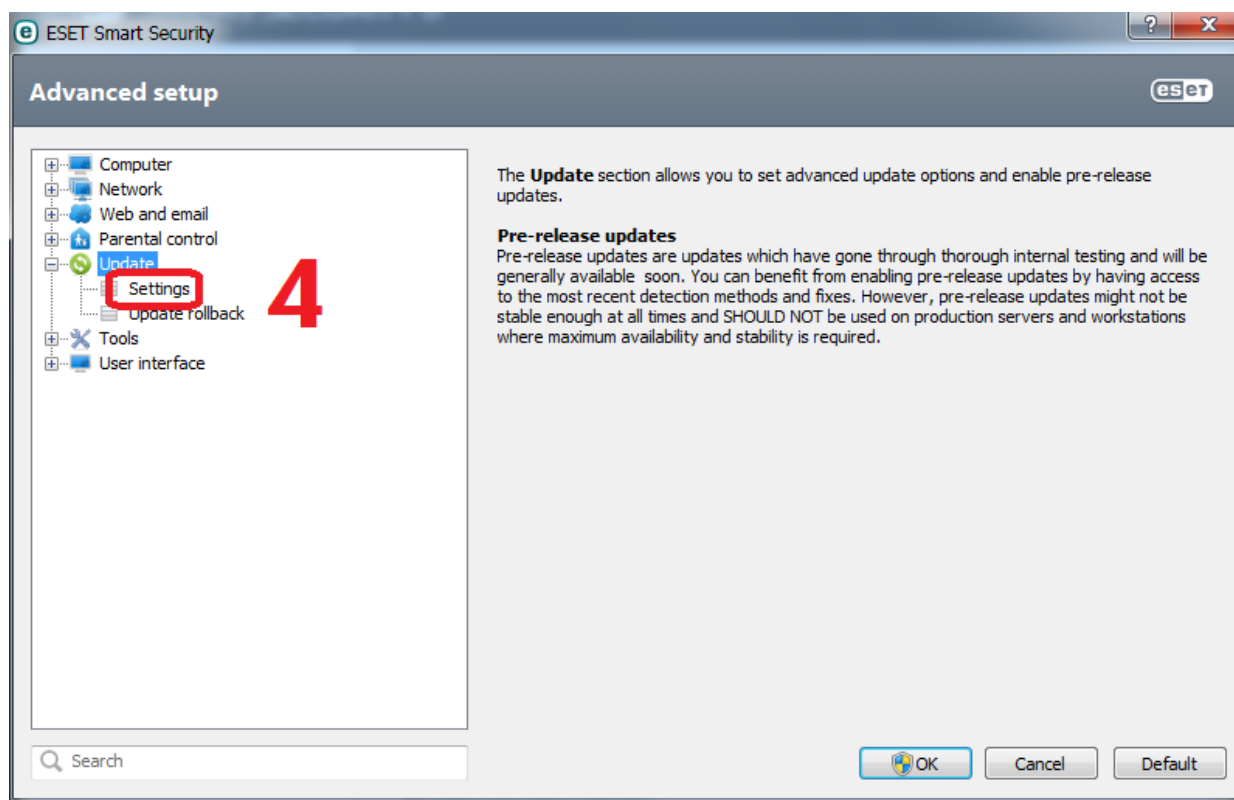 ESET Smart Security
?
X
Advanced setup
eset
Computer
Network
Web and email
Parental control
Update
Settings
Update rollback
Tools
User interface
4
The Update section allows you to set advanced update options and enable pre-release
updates.
Pre-release updates
Pre-release updates are updates which have gone through thorough internal testing and will be
generally available soon. You can benefit from enabling pre-release updates by having access
to the most recent detection methods and fixes. However, pre-release updates might not be
stable enough at all times and SHOULD NOT be used on production servers and workstations
where maximum availability and stability is required.
Search
OK
Cancel
Default